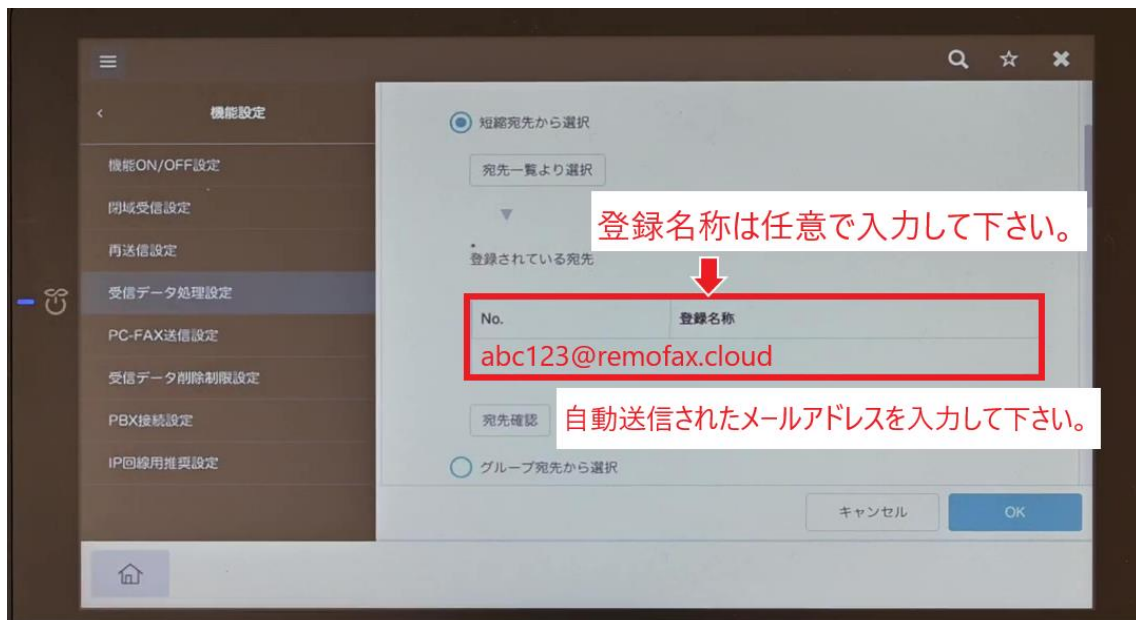 機能設定
機能ON/OFF設定
閉域受信設定
再送信設定
受信データ処理設定
PC-FAX送信設定
受信データ削除制限設定
PBX接続設定
IP回線用推奨設定
短縮宛先から選択
宛先一覧より選択
登録名称は任意で入力して下さい。
登録されている宛先
No. 登録名称
abc123@remofax.cloud
宛先確認
自動送信されたメールアドレスを入力して下さい。
グループ宛先から選択
キャンセル OK